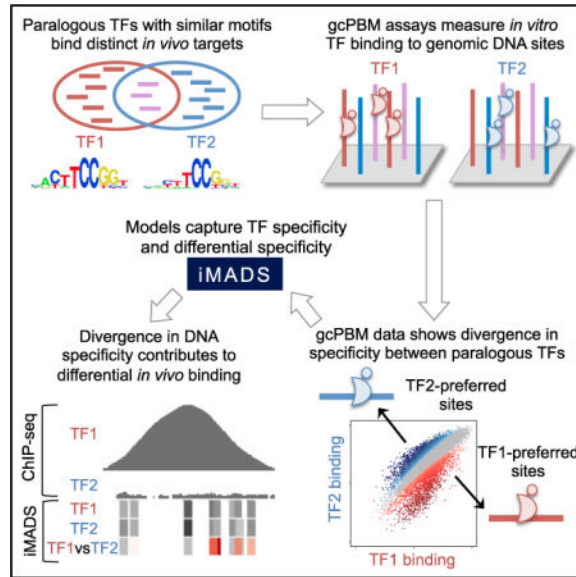 Paralogous TFs with similar motifs
bind distinct in vivo targets
TF1
TF2
gcPBM assays measure in vitro
TF binding to genomic DNA sites
TF1
TF2
Models capture TF specificity
and differential specificity
iMADS
gcPBM data shows divergence in
specificity between paralogous TFs
TF2-preferred
sites
TF1-preferred
sites
TF2 binding
TF1 binding
Divergence in DNA
specificity contributes to
differential in vivo binding
ChIP-seq
TF1
TF2
iMADS
TF1
TF2
TF1vsTF2